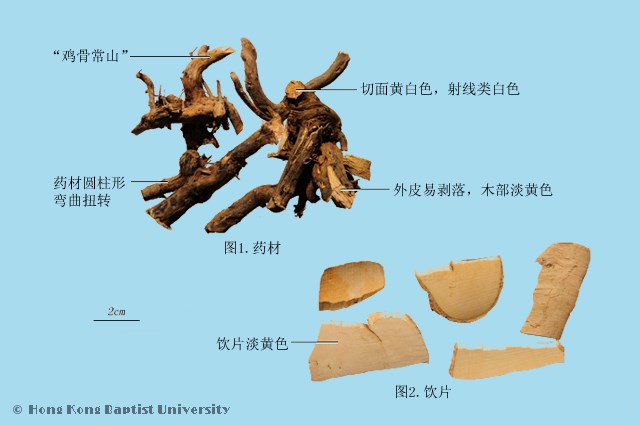 “鸡骨常山”
切面黄白色，射线类白色
药材圆柱形
弯曲扭转
外皮易剥落，木部淡黄色
图1.药材
2cm
饮片淡黄色
图2.饮片
© Hong Kong Baptist University